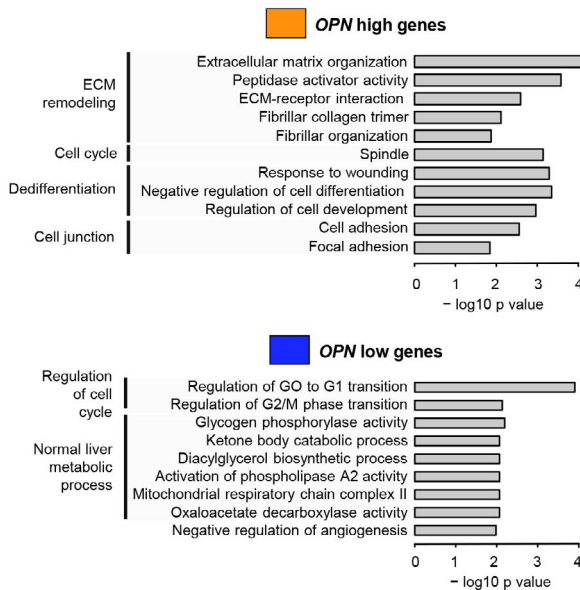 OPN high genes
ECM
remodeling
Extracellular matrix organization
Peptidase activator activity
ECM-receptor interaction
Fibrillar collagen trimer
Fibrillar organization
Cell cycle
Spindle
Dedifferentiation
Response to wounding
Negative regulation of cell differentiation
Regulation of cell development
Cell junction
Cell adhesion
Focal adhesion
0 1 2 3 4
− log10 p value
OPN low genes
Regulation
of cell
cycle
Regulation of GO to G1 transition
Regulation of G2/M phase transition
Normal liver
metabolic
process
Glycogen phosphorylase activity
Ketone body catabolic process
Diacylglycerol biosynthetic process
Activation of phospholipase A2 activity
Mitochondrial respiratory chain complex II
Oxaloacetate decarboxylase activity
Negative regulation of angiogenesis
0 1 2 3 4
− log10 p value